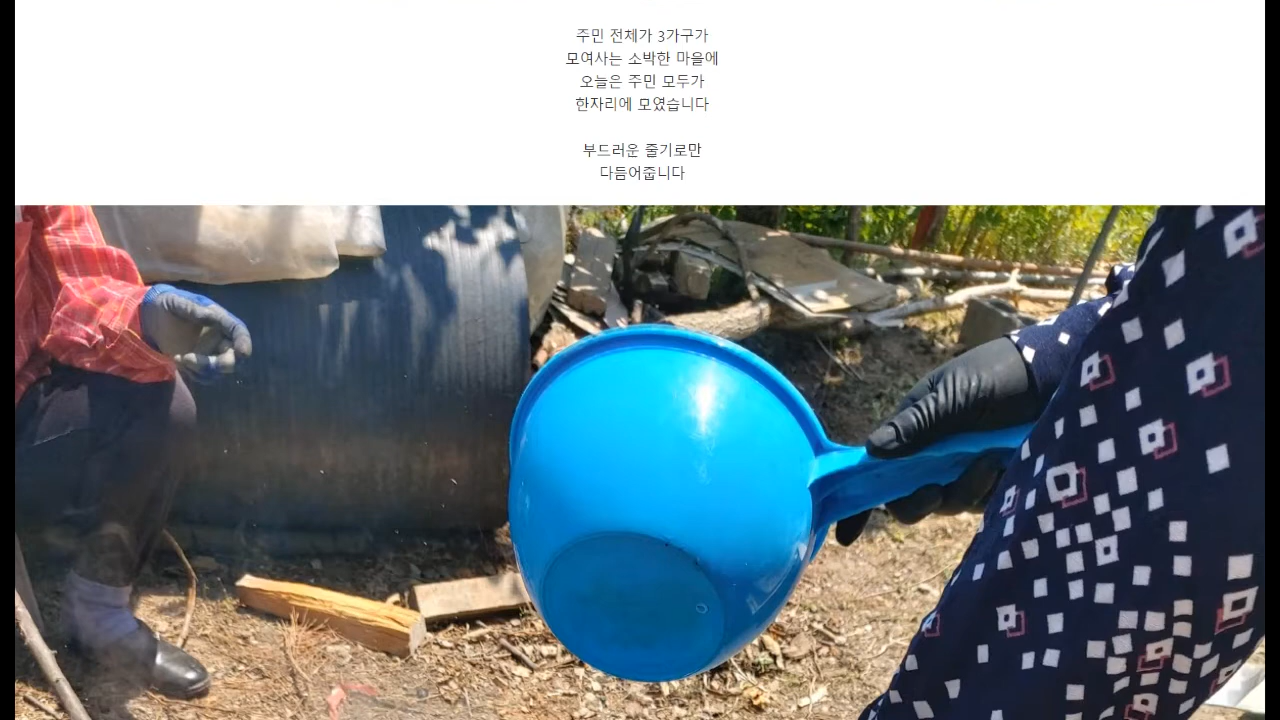 주민 전체가 3가구가
모여사는 소박한 마을에
오늘은 주민 모두가
한자리에 모였습니다
부드러운 줄기로만
다듬어줍니다